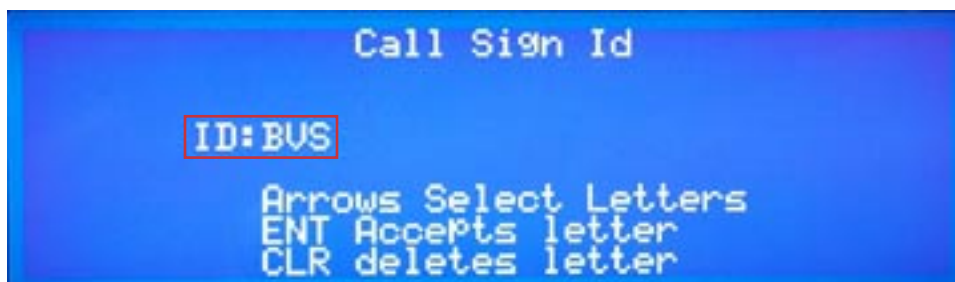 Call Sign Id
ID:BVS
Arrows Select Letters
ENT Accepts letter
CLR deletes letter